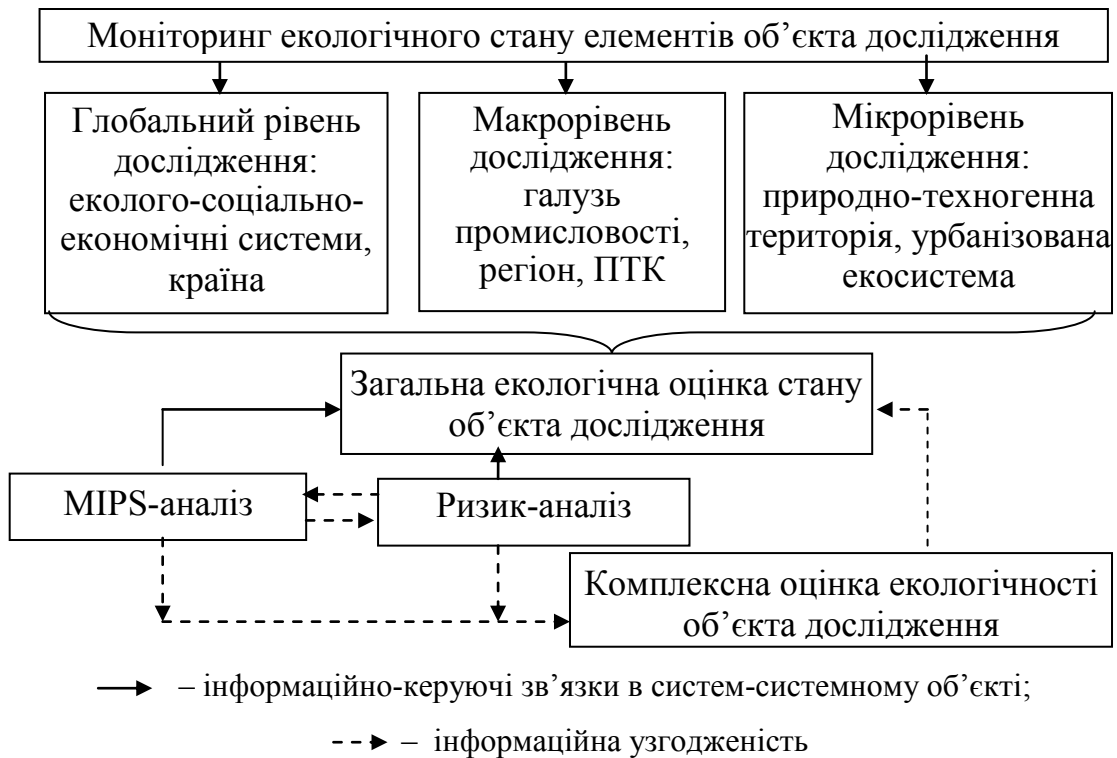 Моніторинг екологічного стану елементів об’єкта дослідження
Глобальний рівень
дослідження:
еколого-соціально-
економічні системи,
країна
Макрорівень
дослідження:
галузь
промисловості,
регіон, ПТК
Мікрорівень
дослідження:
природно-техногенна
територія, урбанізована
екосистема
Загальна екологічна оцінка стану
об’єкта дослідження
MIPS-аналіз
Ризик-аналіз
Комплексна оцінка екологічності
об’єкта дослідження
– інформаційно-керуючі зв’язки в систем-системному об’єкті;
– інформаційна узгодженість